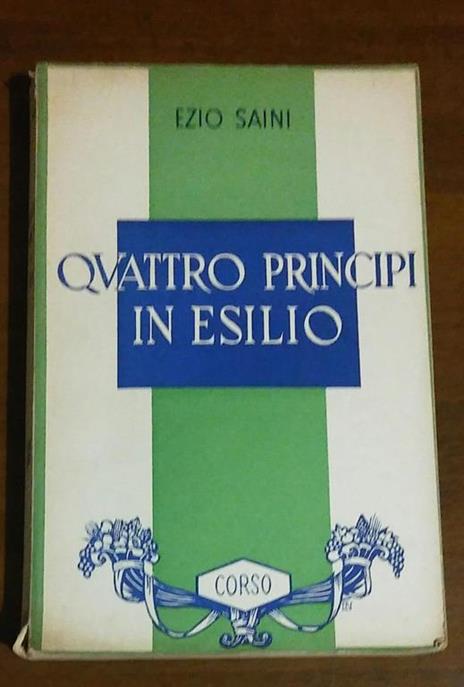 EZIO SAINI
QVATTRO PRINCIPI
IN ESILIO
CORSO